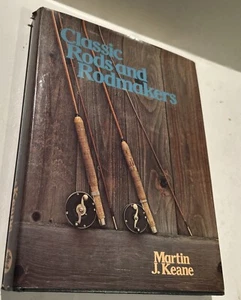 Classic
Rods and
Rodmakers
Martin
J. Keane